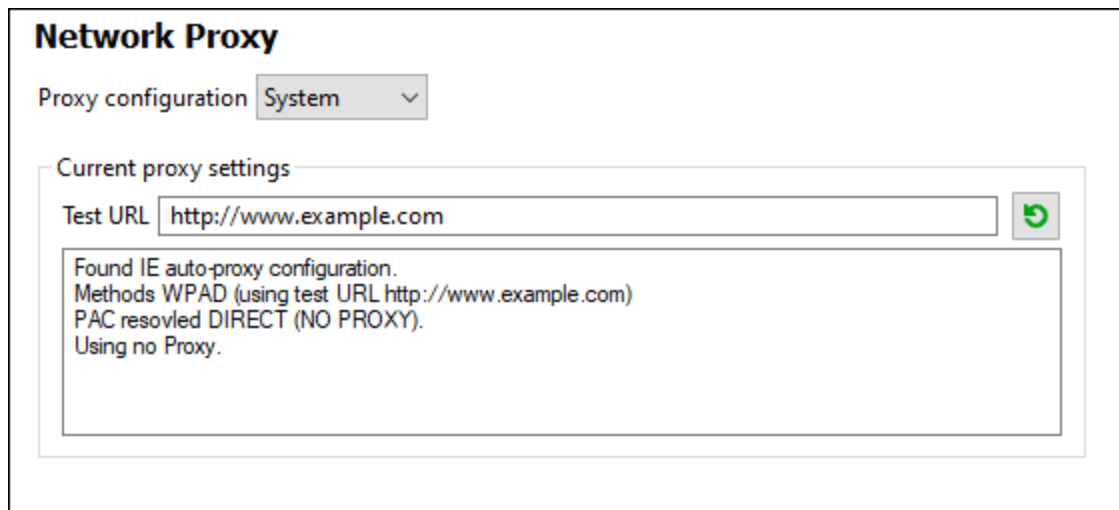 Network Proxy
Proxy configuration System
Current proxy settings
Test URL http://www.example.com
Found IE auto-proxy configuration.
Methods WPAD (using test URL http://www.example.com)
PAC resovled DIRECT (NO PROXY).
Using no Proxy.